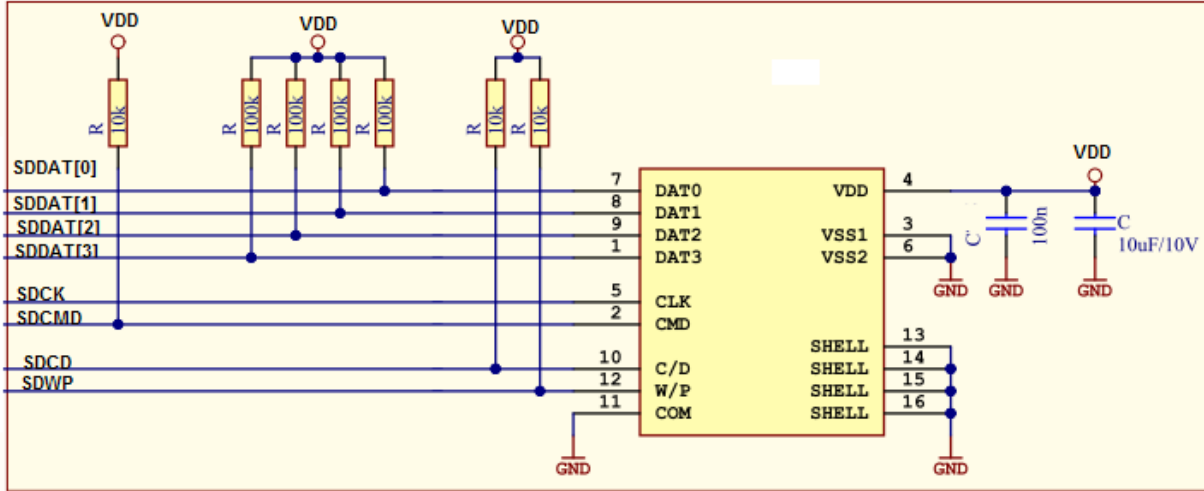 VDD
VDD
VDD
R 10k
R 100k
R 100k
R 100k
R 100k
R 10k
R 10k
SDDAT[0]
SDDAT[1]
SDDAT[2]
SDDAT[3]
SDCK
SDCMD
SDCD
SDWP
7 DAT0
8 DAT1
9 DAT2
1 DAT3
5 CLK
2 CMD
10 C/D
12 W/P
11 COM
GND
VDD 4
VSS1 3
VSS2 6
SHELL 13
SHELL 14
SHELL 15
SHELL 16
GND
GND
VDD
C 100n
GND
C
10uF/10V
GND